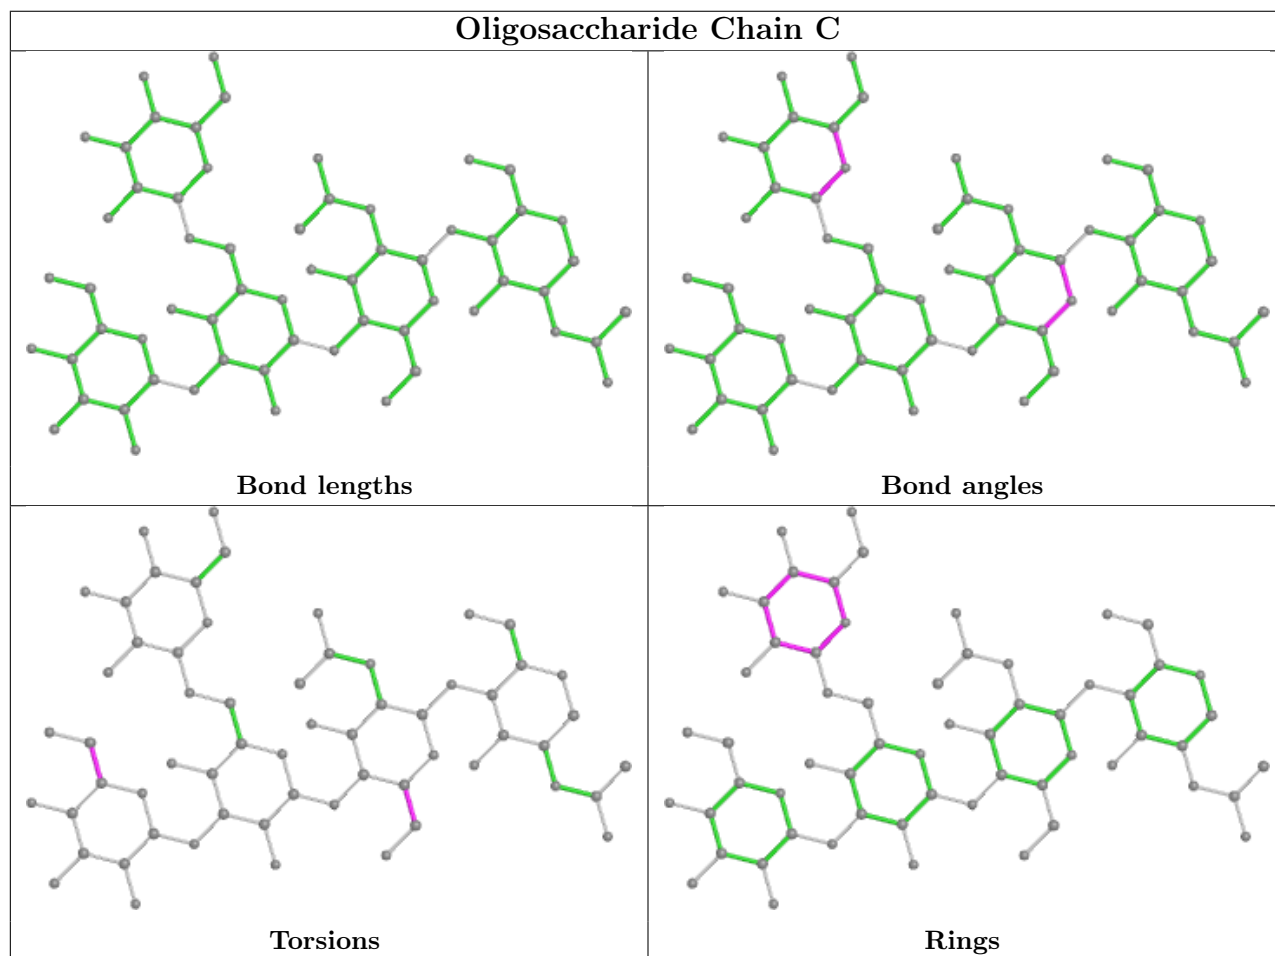 Oligosaccharide Chain C
Bond lengths
Bond angles
Torsions
Rings